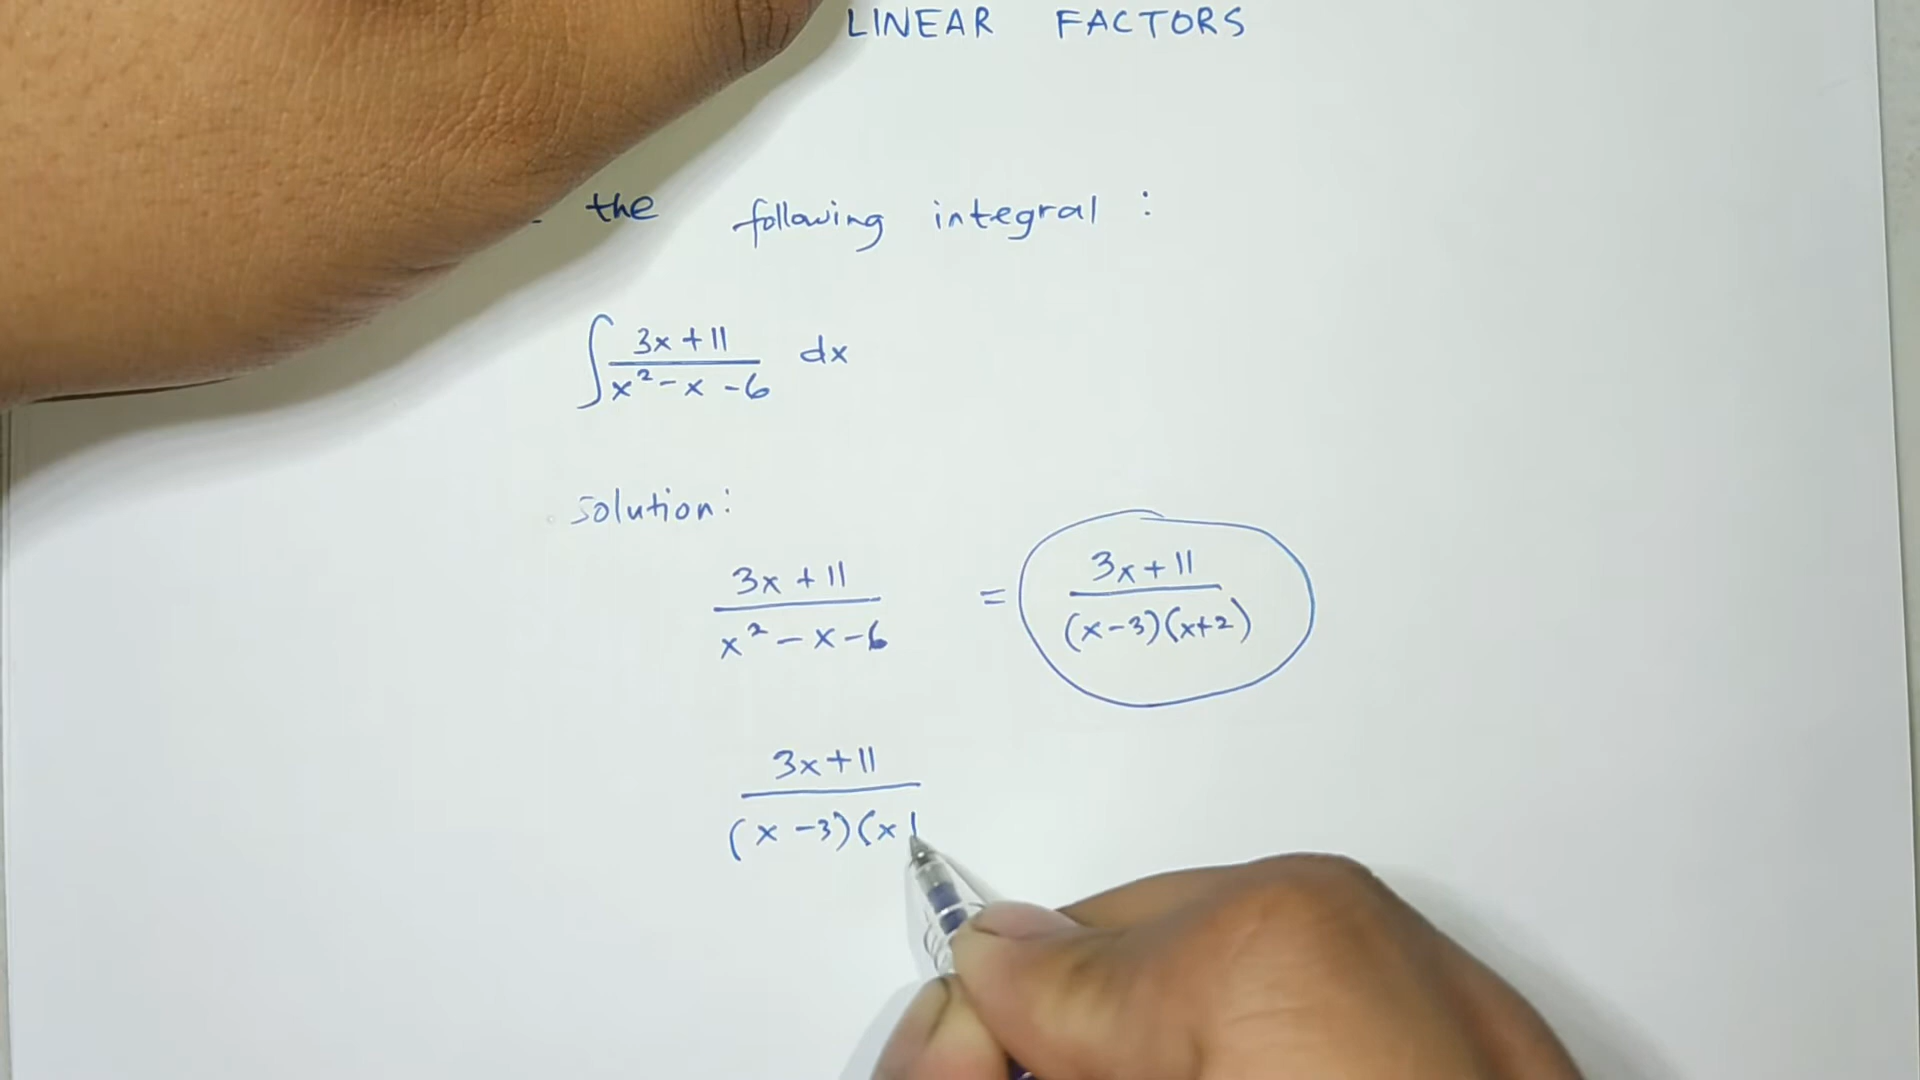 LINEAR FACTORS
the following integral :
∫ 3x+11 / x²-x-6 dx
solution:
3x+11 / x²-x-6 = 3x+11 / (x-3)(x+2)
3x+11 / (x-3)(x